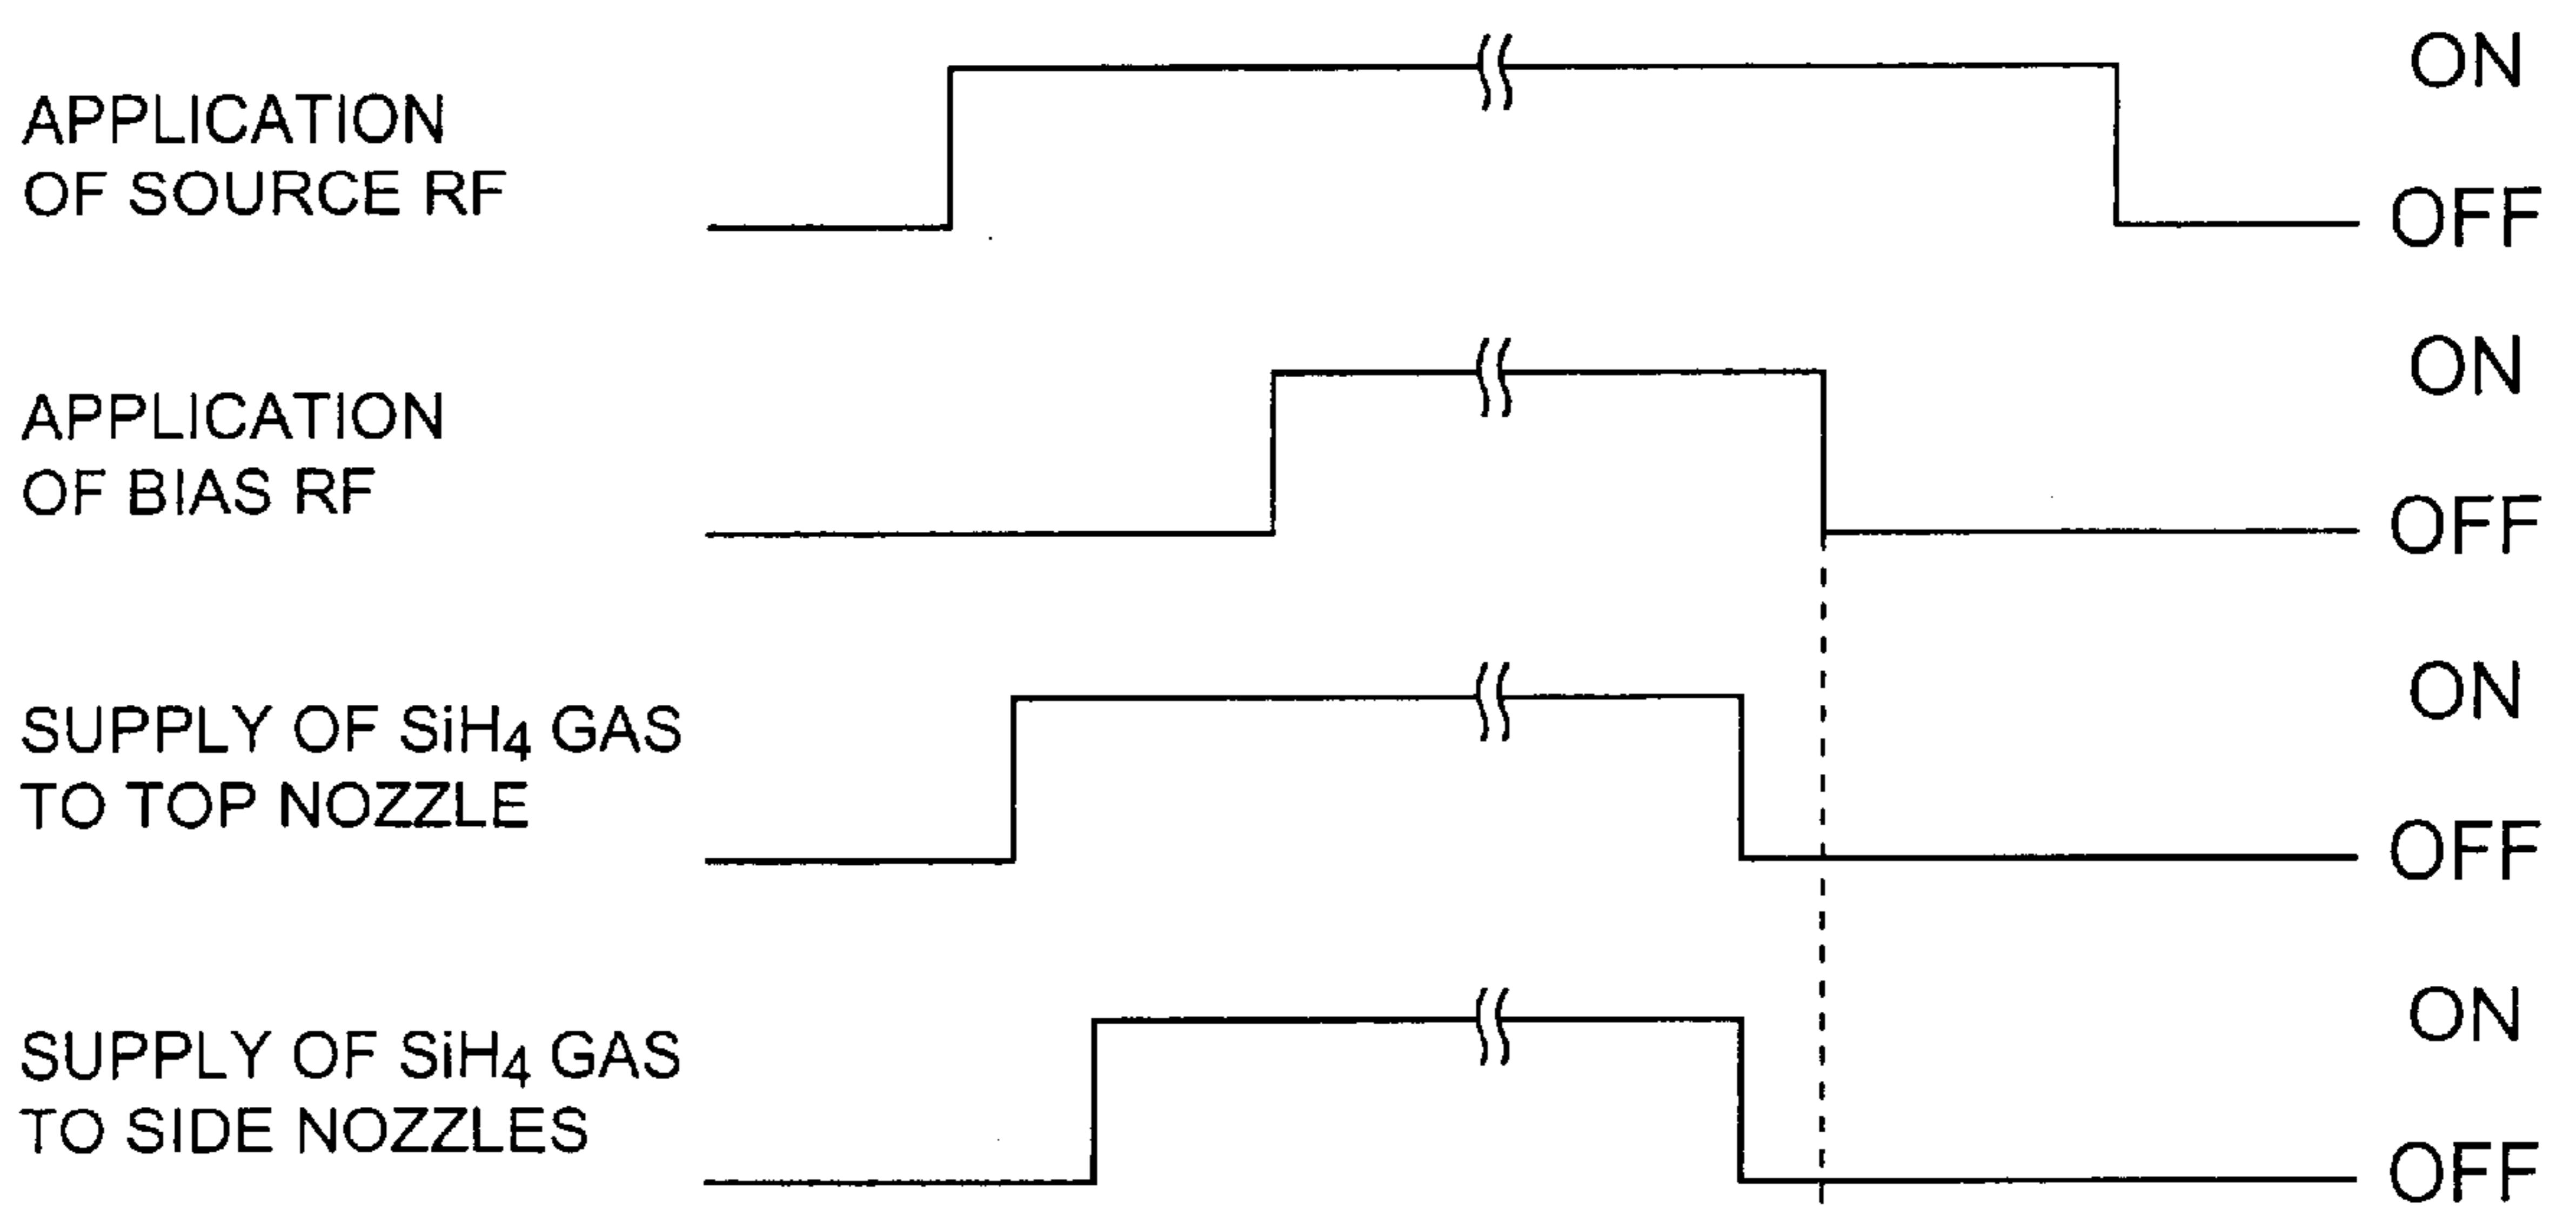 APPLICATION
OF SOURCE RF
ON
OFF
APPLICATION
OF BIAS RF
ON
OFF
SUPPLY OF SiH4 GAS
TO TOP NOZZLE
ON
OFF
SUPPLY OF SiH4 GAS
TO SIDE NOZZLES
ON
OFF